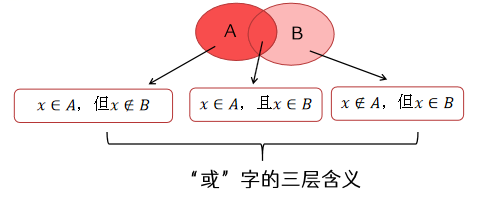 A B
x ∈ A，但x ∉ B
x ∈ A，且x ∈ B
x ∉ A，但x ∈ B
“或”字的三层含义